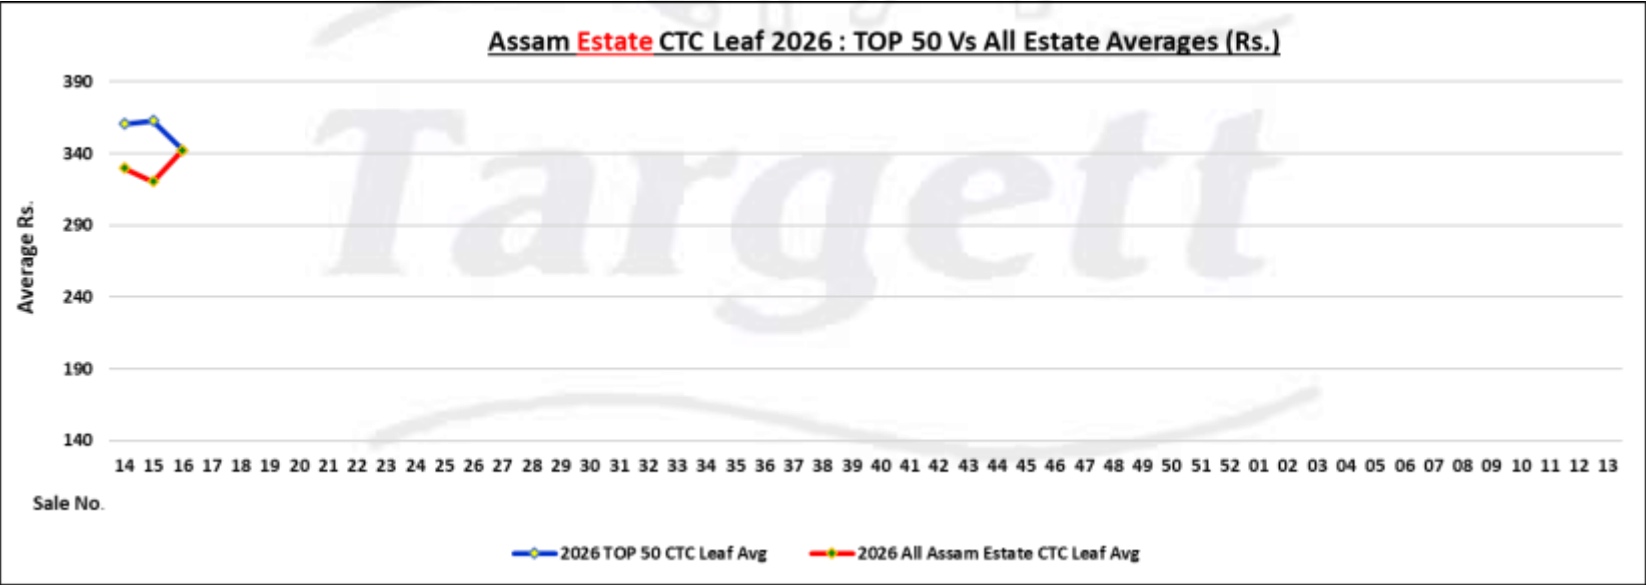 Assam Estate CTC Leaf 2026 : TOP 50 Vs All Estate Averages (Rs.)
390
340
290
240
190
140
Average Rs.
14 15 16 17 18 19 20 21 22 23 24 25 26 27 28 29 30 31 32 33 34 35 36 37 38 39 40 41 42 43 44 45 46 47 48 49 50 51 52 01 02 03 04 05 06 07 08 09 10 11 12 13
Sale No.
2026 TOP 50 CTC Leaf Avg
2026 All Assam Estate CTC Leaf Avg
Targett